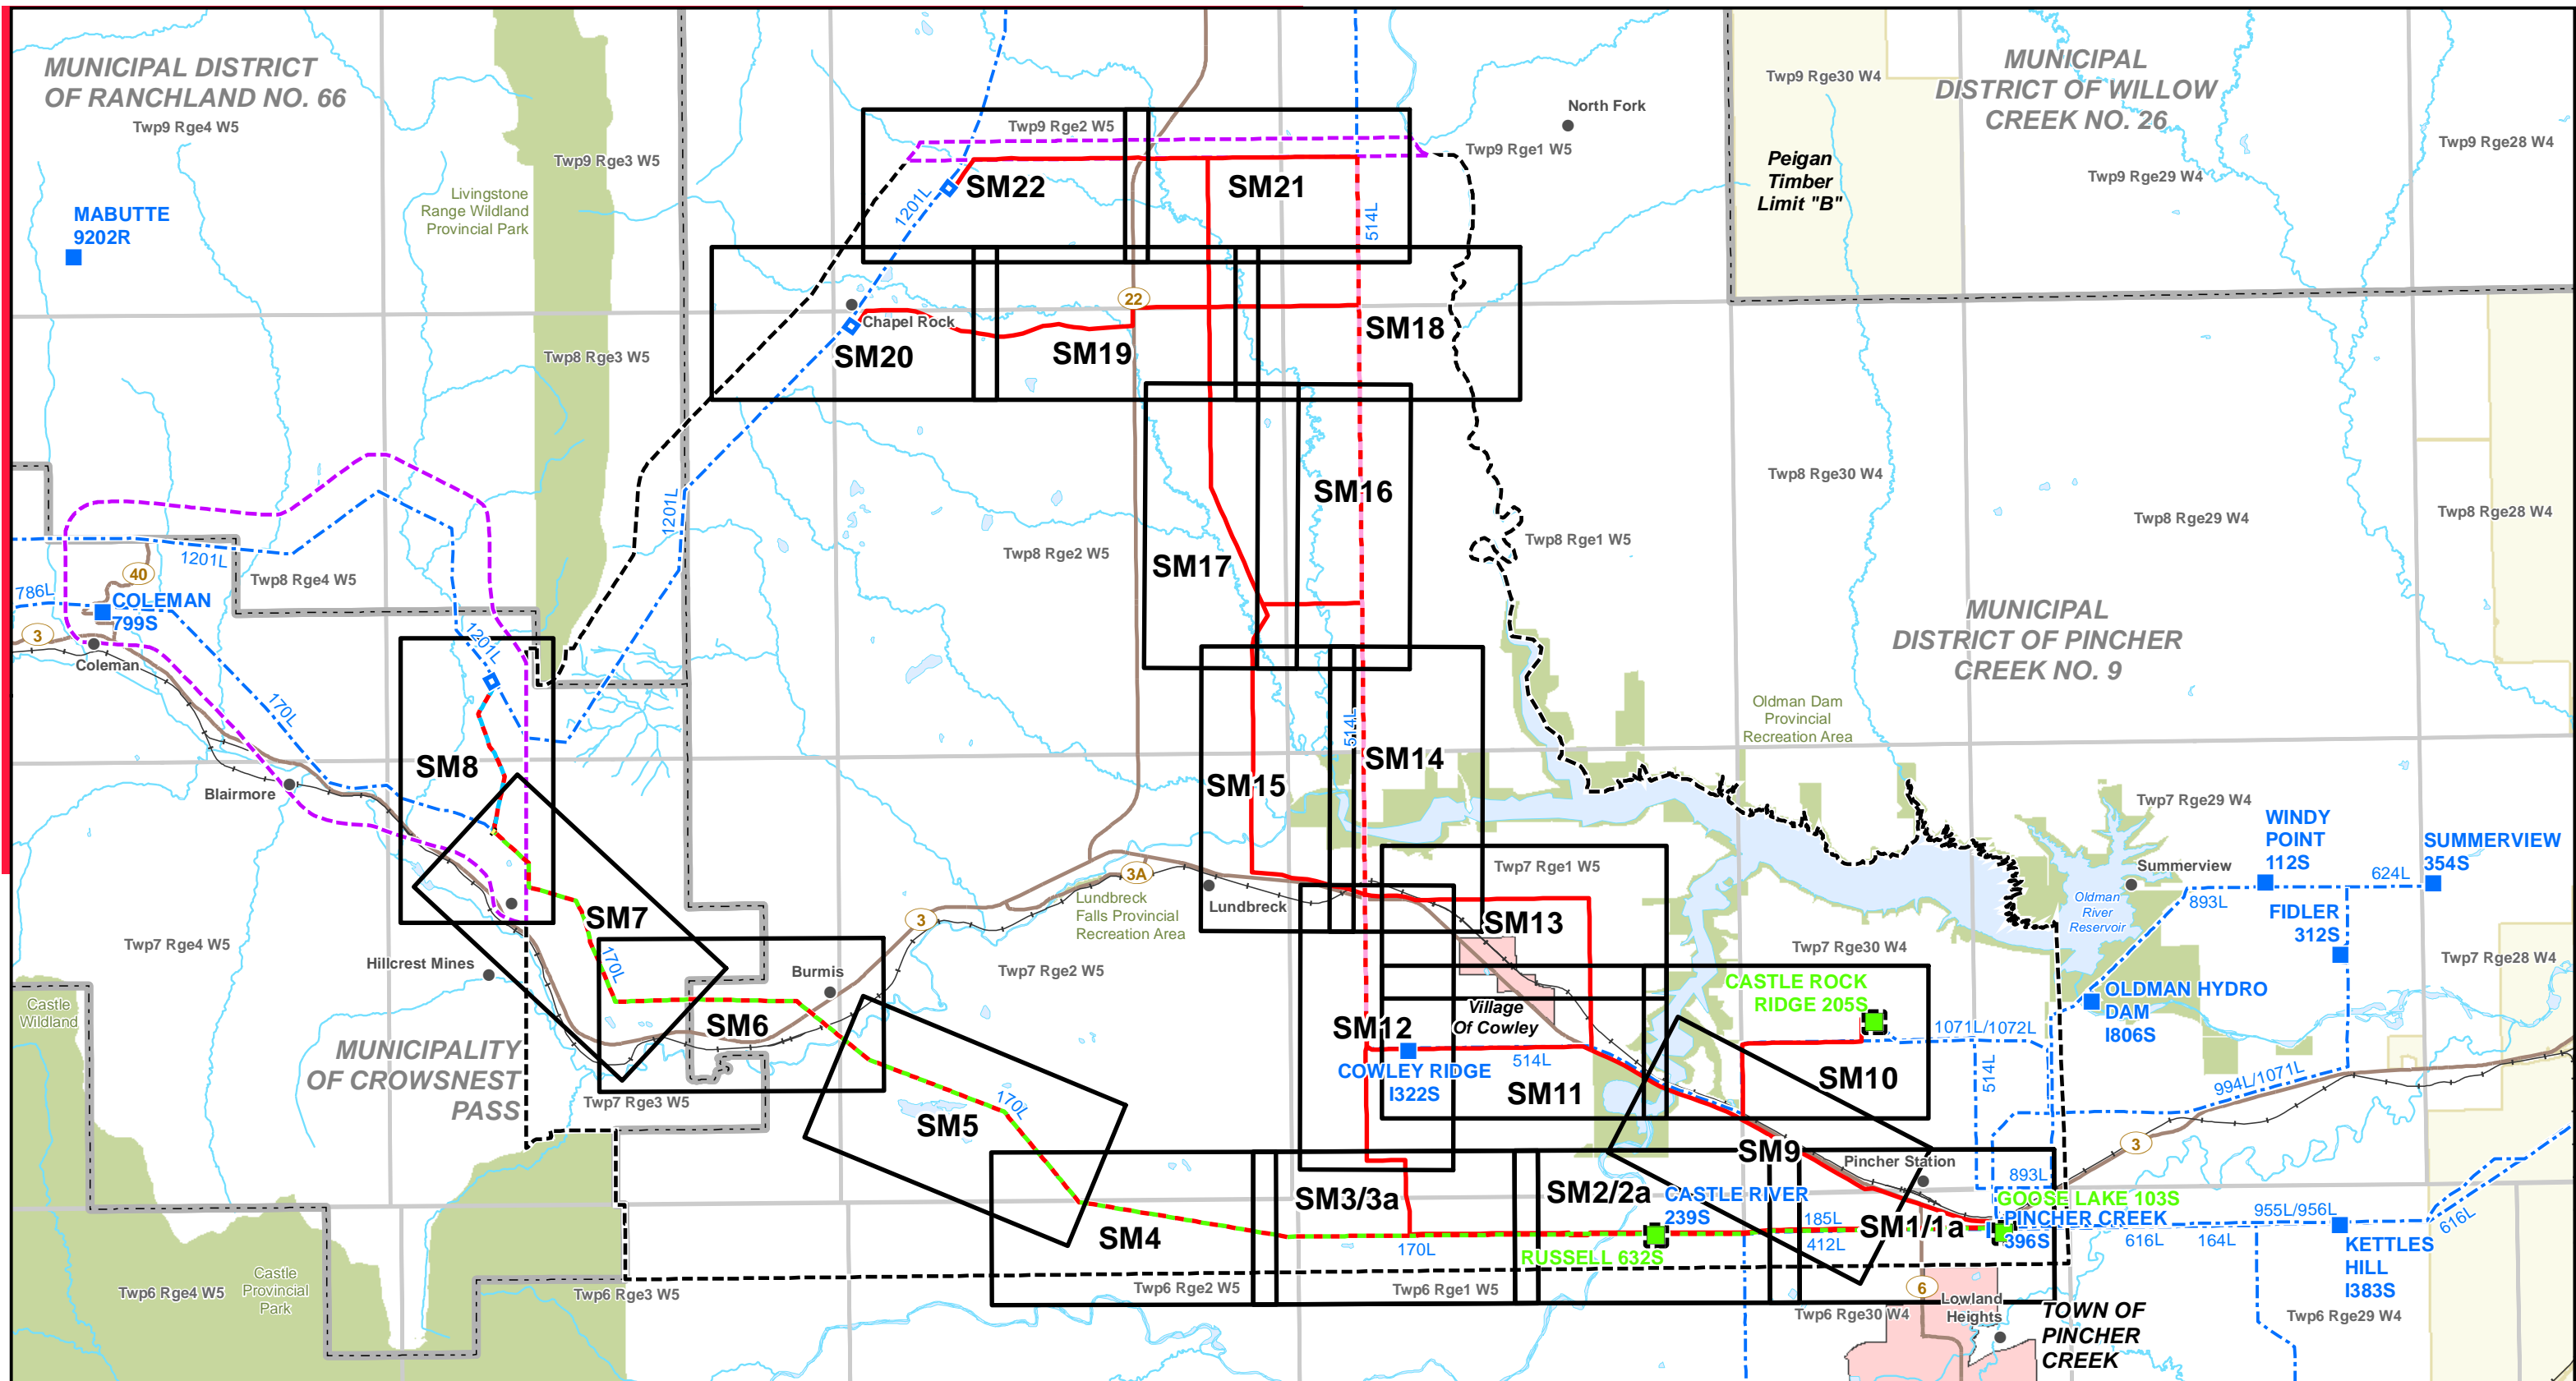 MUNICIPAL DISTRICT
OF RANCHLAND NO. 66
Twp9 Rge4 W5
Twp9 Rge3 W5
Livingstone
Range Wildland
Provincial Park
MABUTTE
9202R
Twp9 Rge2 W5
North Fork
Twp9 Rge1 W5
Twp9 Rge30 W4
MUNICIPAL
DISTRICT OF WILLOW
CREEK NO. 26
Peigan
Timber
Limit "B"
Twp9 Rge29 W4
Twp9 Rge28 W4
1201L
SM22
SM21
514L
22
Chapel Rock
SM20
SM19
SM18
Twp8 Rge3 W5
1201L
SM16
SM17
Twp8 Rge2 W5
Twp8 Rge1 W5
Twp8 Rge30 W4
Twp8 Rge29 W4
Twp8 Rge28 W4
1201L
40
Twp8 Rge4 W5
786L
COLEMAN
799S
3
Coleman
1201L
170L
MUNICIPAL
DISTRICT OF PINCHER
CREEK NO. 9
Oldman Dam
Provincial
Recreation Area
514L
SM8
SM15
SM14
Blairmore
Twp7 Rge29 W4
WINDY
POINT
112S
SUMMERVIEW
354S
Summerview
624L
893L
Oldman
River
Reservoir
FIDLER
312S
Twp7 Rge1 W5
3A
Lundbreck
Lundbreck
Falls Provincial
Recreation Area
3
SM7
SM13
Twp7 Rge4 W5
Hillcrest Mines
170L
Burmis
Twp7 Rge2 W5
Twp7 Rge30 W4
Twp7 Rge28 W4
CASTLE ROCK
RIDGE 205S
OLDMAN HYDRO
DAM
I806S
Castle
Wildland
SM6
SM12
Village
Of Cowley
1071L/1072L
MUNICIPALITY
OF CROWSNEST
PASS
Twp7 Rge3 W5
COWLEY RIDGE
I322S
514L
SM11
SM10
514L
994L/1071L
170L
SM5
SM9
Pincher Station
3
893L
SM3/3a
SM2/2a
CASTLE RIVER
239S
GOOSE LAKE 103S
PINCHER CREEK
396S
185L
412L
SM1/1a
955L/956L
616L
164L
616L
SM4
170L
RUSSELL 632S
KETTLES
HILL
I383S
Castle
Provincial
Park
Twp6 Rge4 W5
Twp6 Rge3 W5
Twp6 Rge2 W5
Twp6 Rge1 W5
6
Twp6 Rge30 W4
Lowland
Heights
TOWN OF
PINCHER
CREEK
Twp6 Rge29 W4